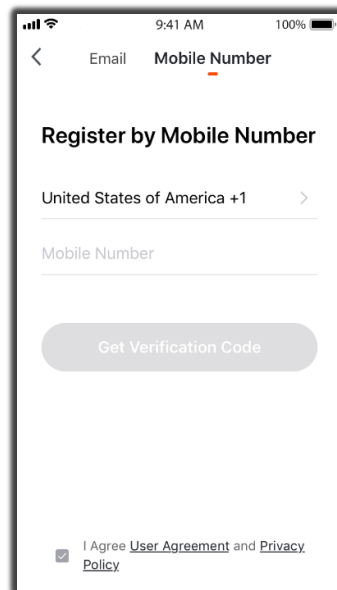 9:41 AM 100%
Email Mobile Number
Register by Mobile Number
United States of America +1
Mobile Number
Get Verification Code
I Agree User Agreement and Privacy
Policy